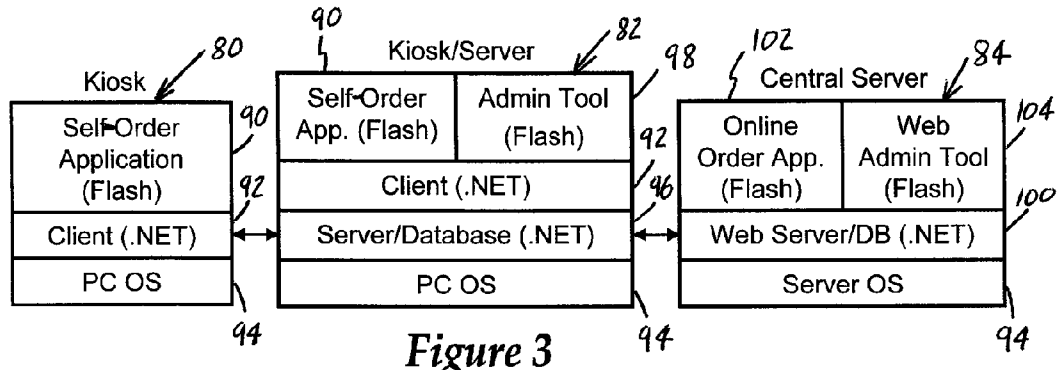 Kiosk
80
Self-Order
Application
(Flash)
90
92
Client (.NET)
PC OS
94
90
Kiosk/Server
82
98
Self-Order
App. (Flash)
Admin Tool
(Flash)
92
Client (.NET)
96
Server/Database (.NET)
PC OS
94
102
Central Server
84
104
Online
Order App.
(Flash)
Web
Admin Tool
(Flash)
100
Web Server/DB (.NET)
Server OS
94
Figure 3